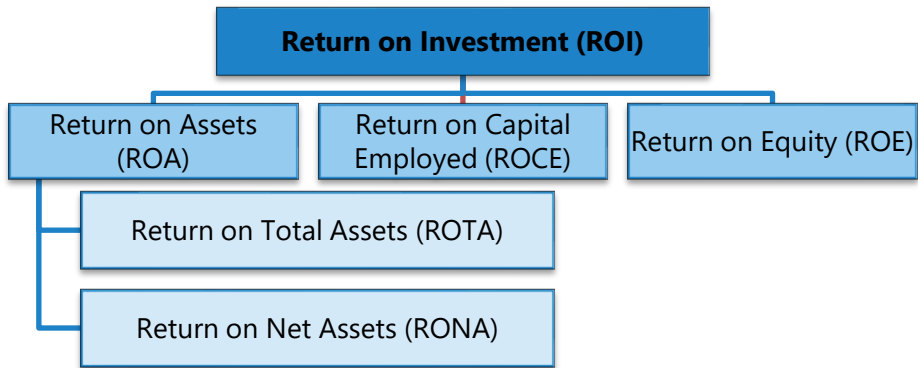 Return on Investment (ROI)
Return on Assets
(ROA)
Return on Capital
Employed (ROCE)
Return on Equity (ROE)
Return on Total Assets (ROTA)
Return on Net Assets (RONA)